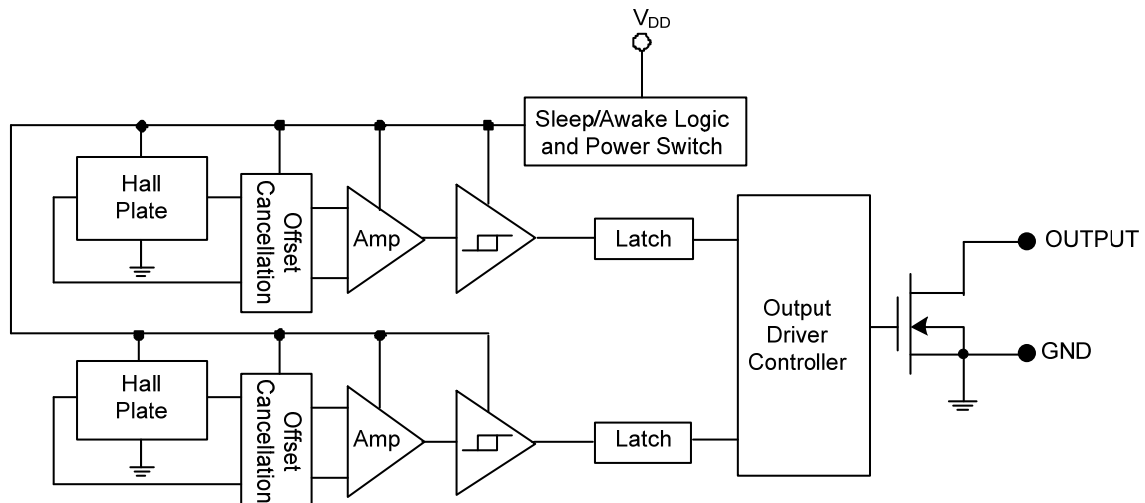 VDD
Sleep/Awake Logic
and Power Switch
Hall
Plate
Offset
Cancellation
Amp
Latch
Output
Driver
Controller
OUTPUT
GND
Hall
Plate
Offset
Cancellation
Amp
Latch